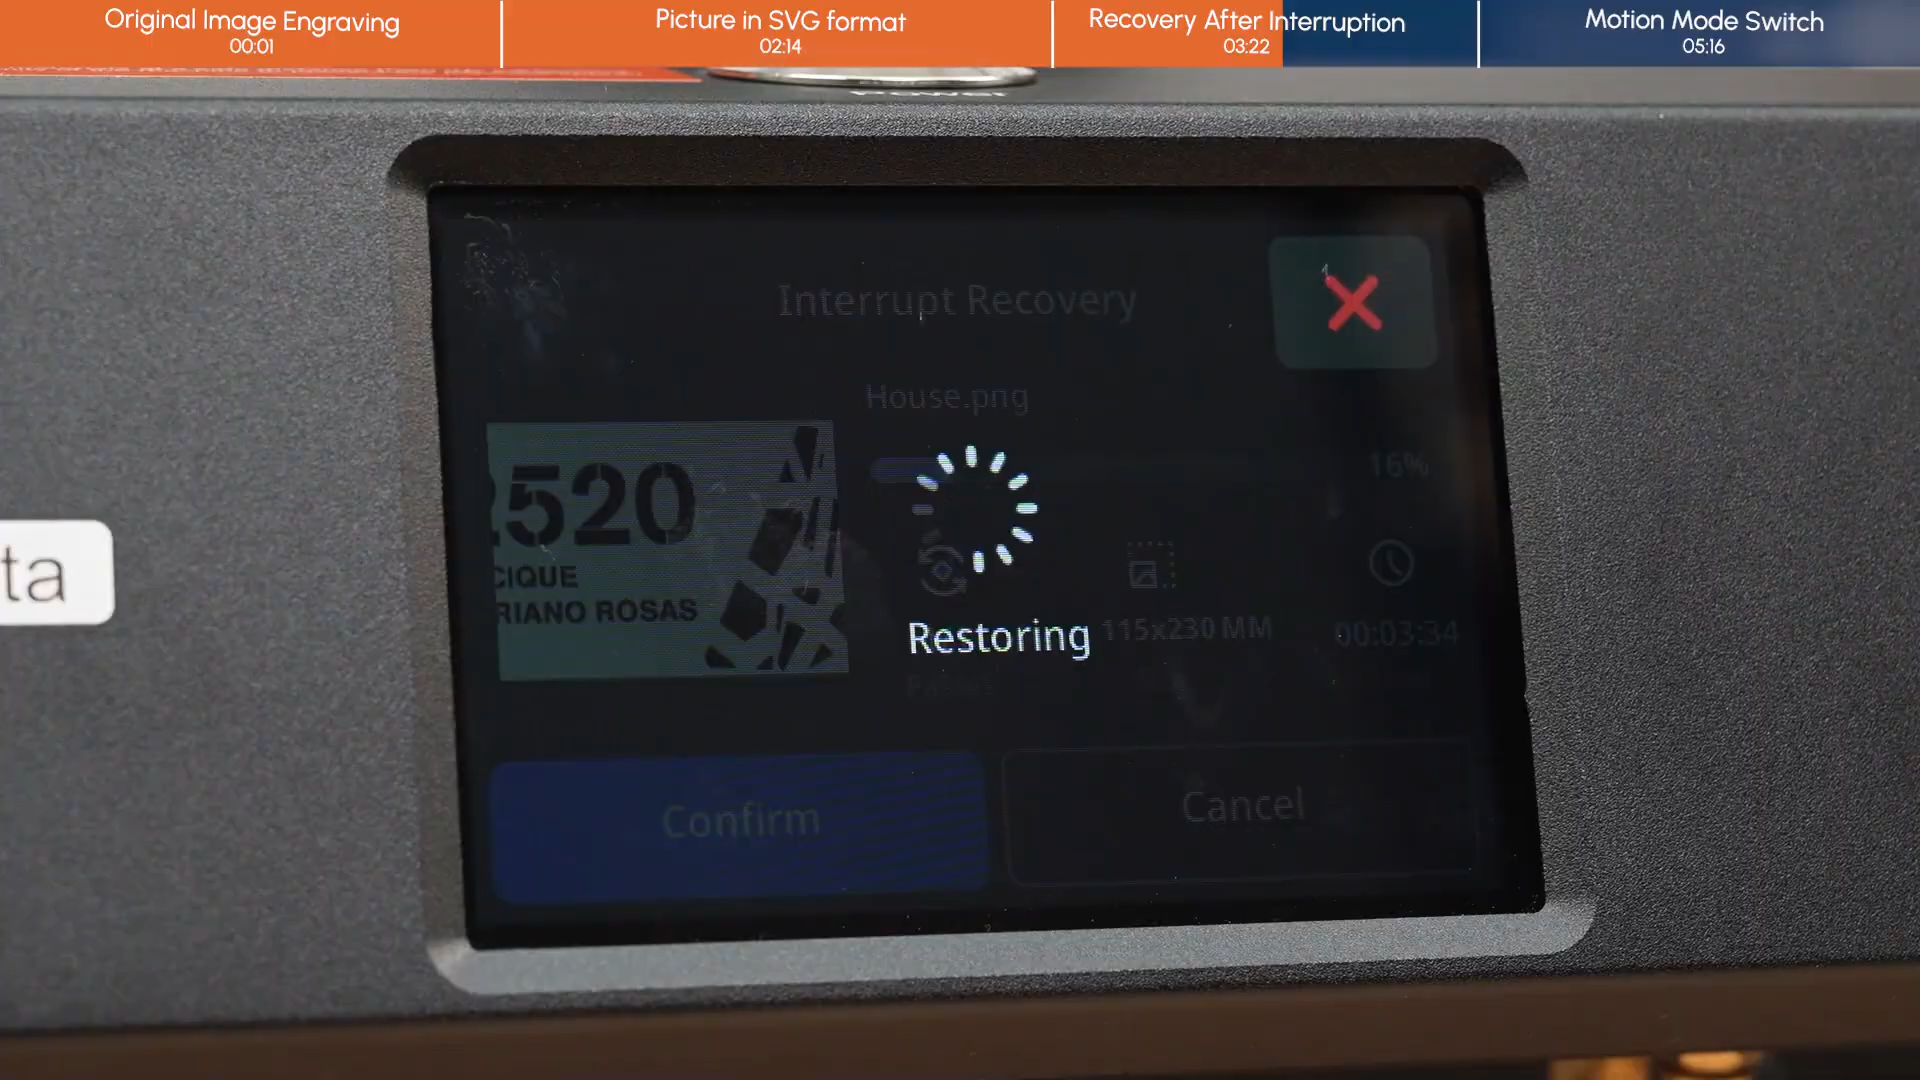 Original Image Engraving
00:01
Picture in SVG format
02:14
Recovery After Interruption
03:22
Motion Mode Switch
05:16
Interrupt Recovery
House.png
16%
2520
CIQUE
RIANO ROSAS
Restoring
115x230 MM
00:03:34
Passes
Confirm
Cancel
ta